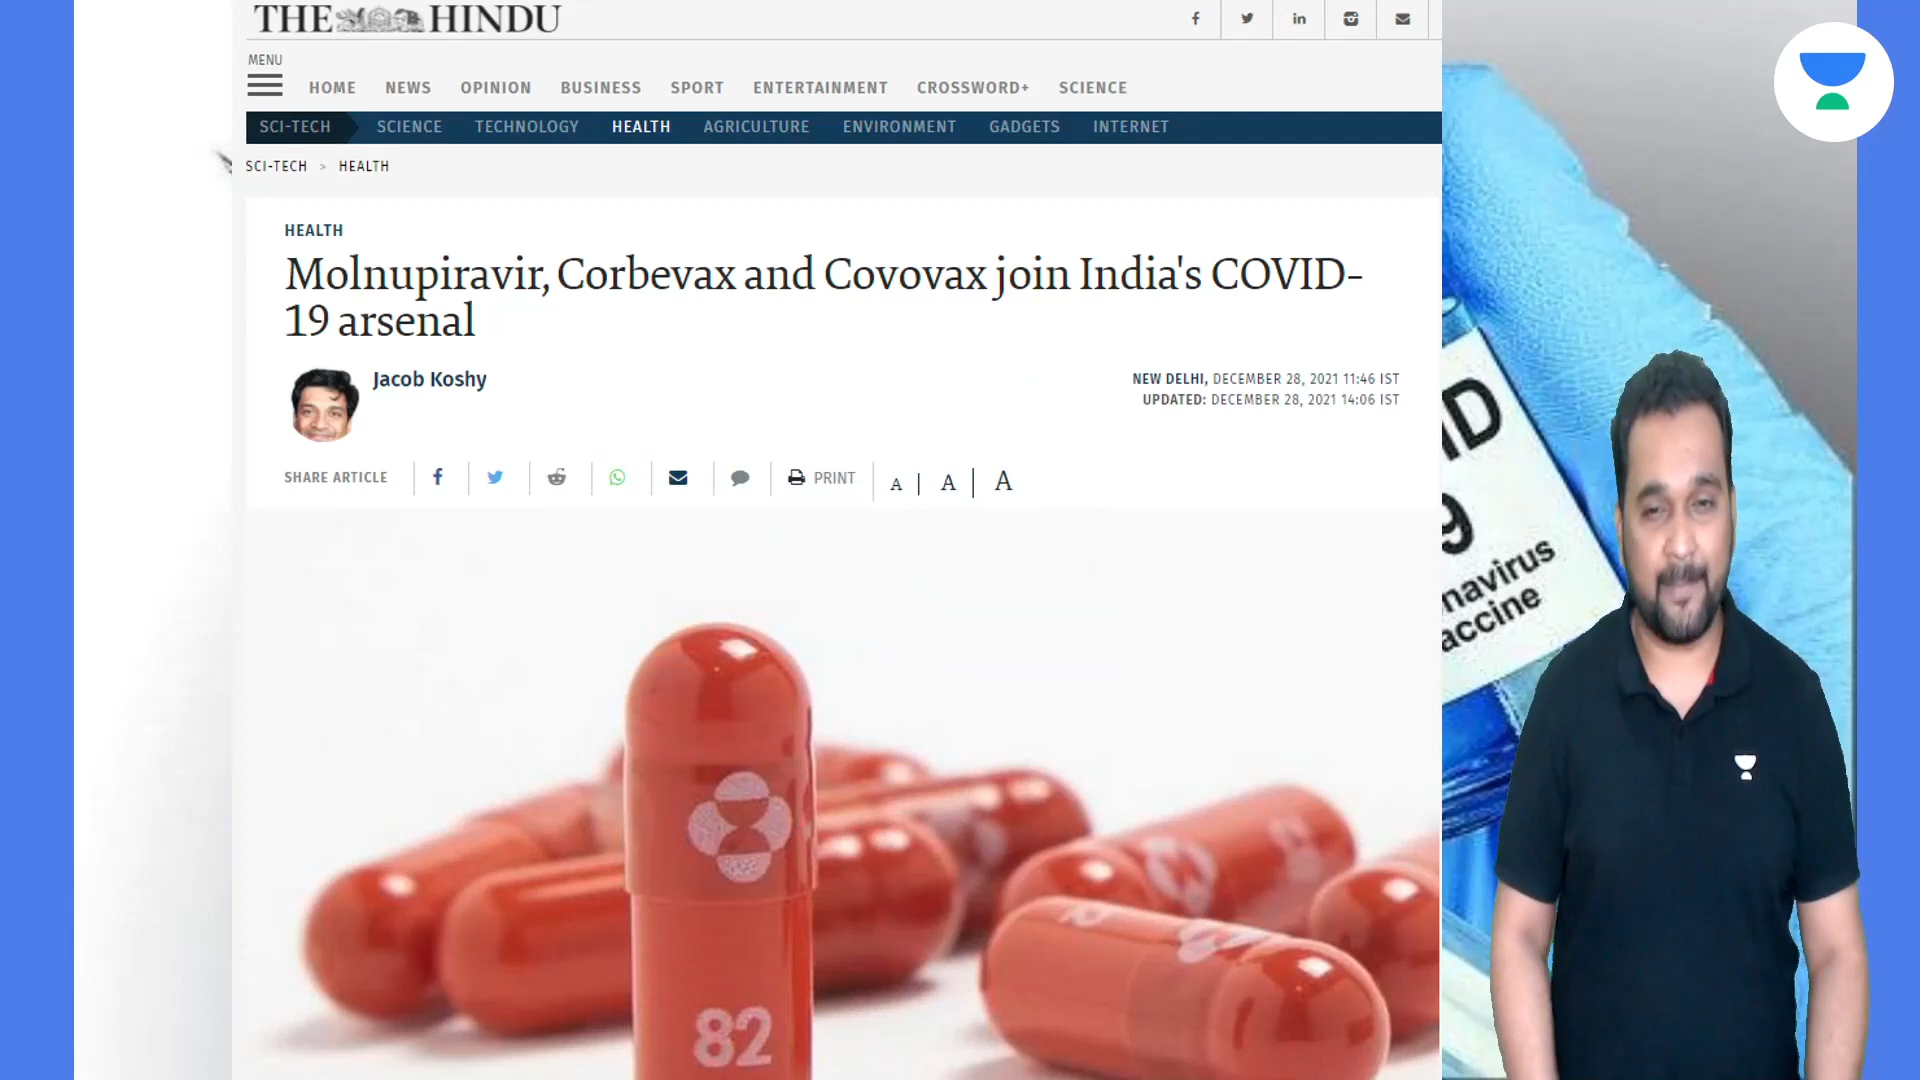 THE HINDU
MENU
HOME NEWS OPINION BUSINESS SPORT ENTERTAINMENT CROSSWORD+ SCIENCE
SCI-TECH SCIENCE TECHNOLOGY HEALTH AGRICULTURE ENVIRONMENT GADGETS INTERNET
SCI-TECH > HEALTH
HEALTH
Molnupiravir, Corbevax and Covovax join India's COVID-
19 arsenal
Jacob Koshy
NEW DELHI, DECEMBER 28, 2021 11:46 IST
UPDATED: DECEMBER 28, 2021 14:06 IST
SHARE ARTICLE PRINT A | A | A
82
ID
9
navirus
accine